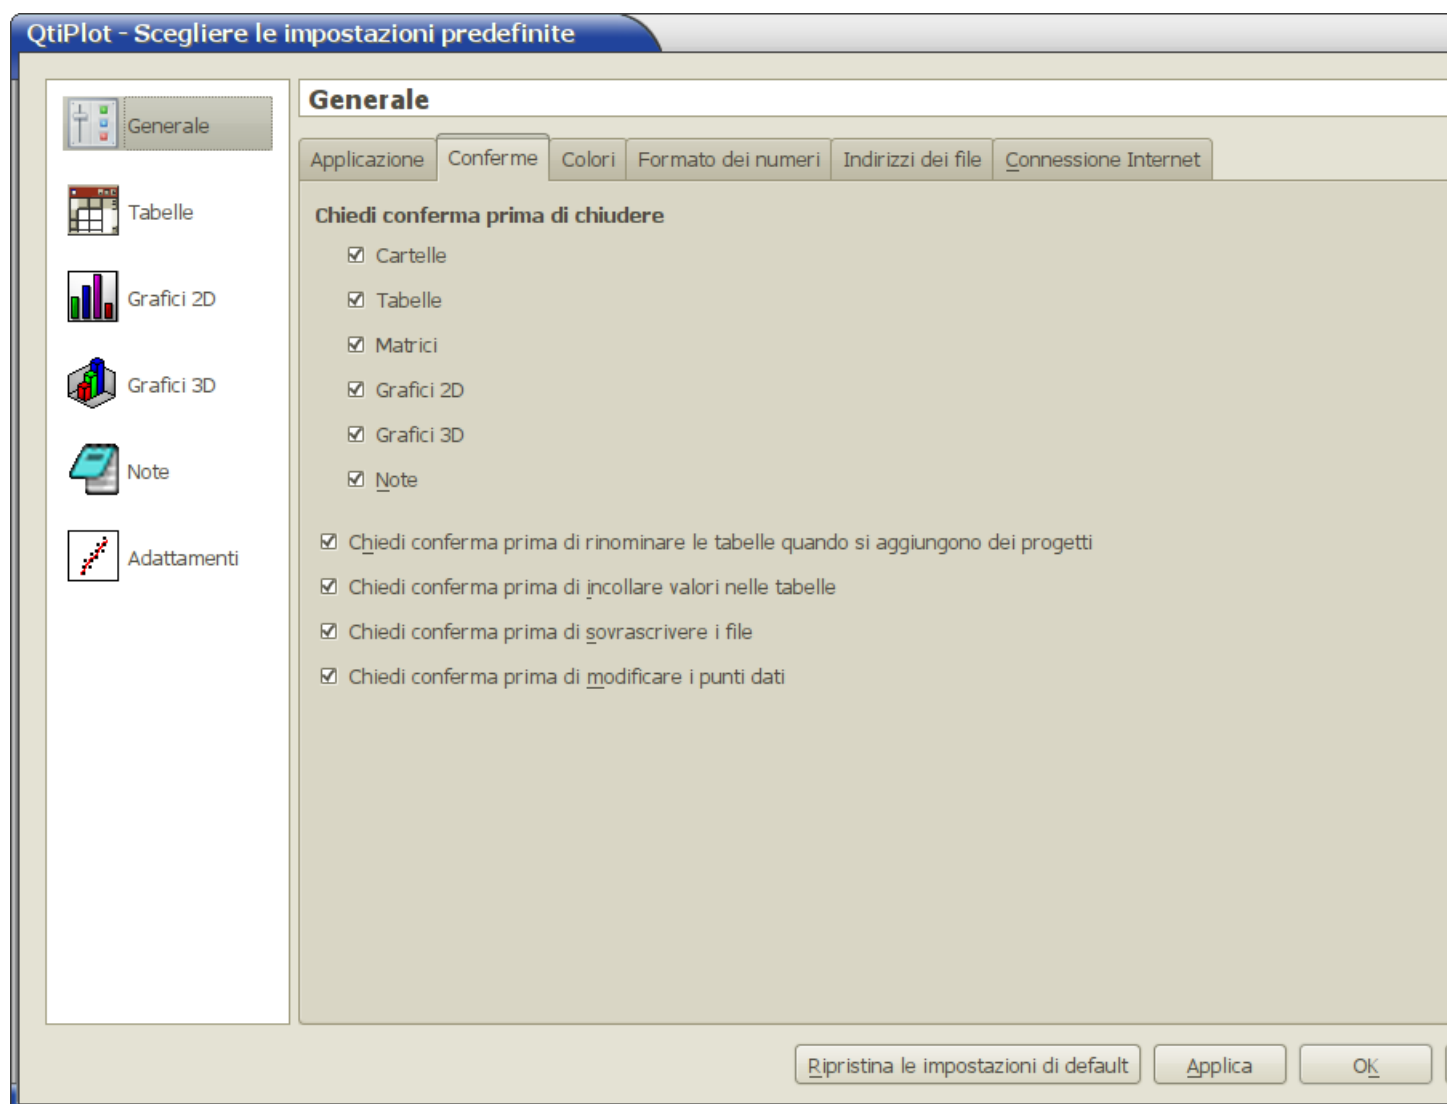 QtiPlot - Scegliere le impostazioni predefinite
Generale
Tabelle
Grafici 2D
Grafici 3D
Note
Adattamenti
Generale
Applicazione Conferme Colori Formato dei numeri Indirizzi dei file Connessione Internet
Chiedi conferma prima di chiudere
Cartelle
Tabelle
Matrici
Grafici 2D
Grafici 3D
Note
Chiedi conferma prima di rinominare le tabelle quando si aggiungono dei progetti
Chiedi conferma prima di incollare valori nelle tabelle
Chiedi conferma prima di sovrascrivere i file
Chiedi conferma prima di modificare i punti dati
Ripristina le impostazioni di default Applica OK